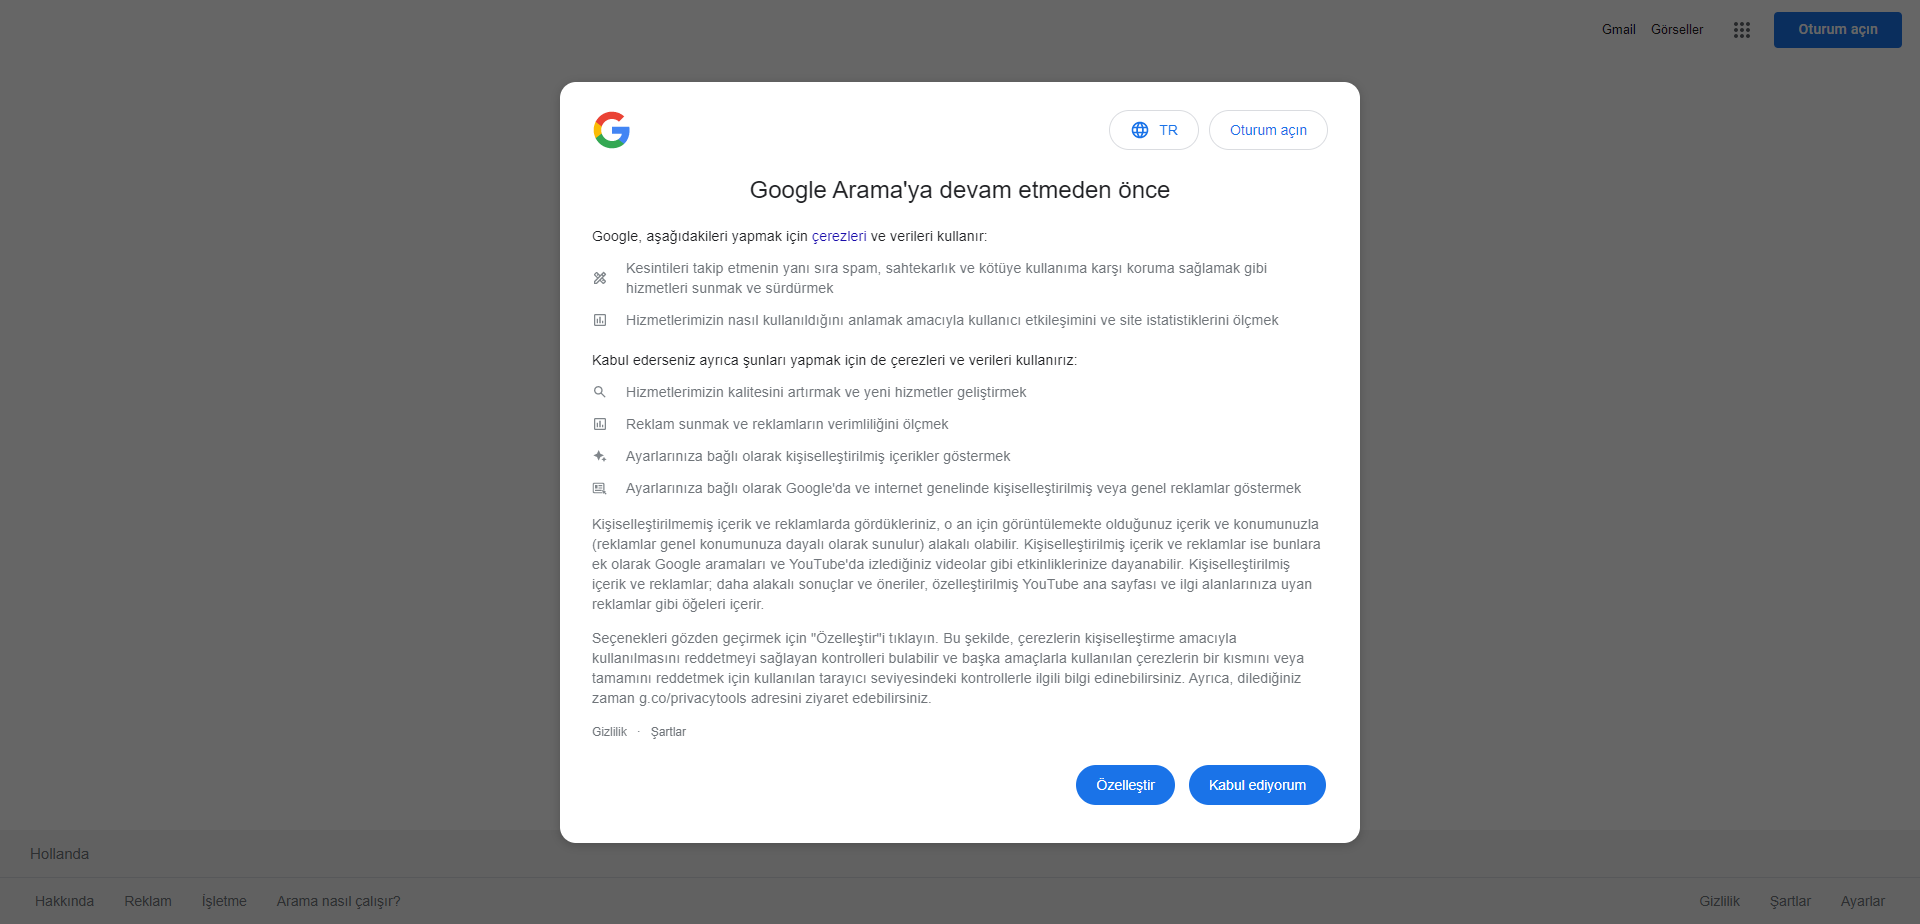 Gmail Görseller Oturum açın
TR Oturum açın
Google Arama'ya devam etmeden önce
Google, aşağıdakileri yapmak için çerezleri ve verileri kullanır:
Kesintileri takip etmenin yanı sıra spam, sahtekarlık ve kötüye kullanıma karşı koruma sağlamak gibi
hizmetleri sunmak ve sürdürmek
Hizmetlerimizin nasıl kullanıldığını anlamak amacıyla kullanıcı etkileşimini ve site istatistiklerini ölçmek
Kabul ederseniz ayrıca şunları yapmak için de çerezleri ve verileri kullanırız:
Hizmetlerimizin kalitesini artırmak ve yeni hizmetler geliştirmek
Reklam sunmak ve reklamların verimliliğini ölçmek
Ayarlarınıza bağlı olarak kişiselleştirilmiş içerikler göstermek
Ayarlarınıza bağlı olarak Google'da ve internet genelinde kişiselleştirilmiş veya genel reklamlar göstermek
Kişiselleştirilmemiş içerik ve reklamlarda gördükleriniz, o an için görüntülemekte olduğunuz içerik ve konumunuzla
(reklamlar genel konumunuza dayalı olarak sunulur) alakalı olabilir. Kişiselleştirilmiş içerik ve reklamlar ise bunlara
ek olarak Google aramaları ve YouTube'da izlediğiniz videolar gibi etkinliklerinize dayanabilir. Kişiselleştirilmiş
içerik ve reklamlar; daha alakalı sonuçlar ve öneriler, özelleştirilmiş YouTube ana sayfası ve ilgi alanlarınıza uyan
reklamlar gibi öğeleri içerir.
Seçenekleri gözden geçirmek için "Özelleştir"i tıklayın. Bu şekilde, çerezlerin kişiselleştirme amacıyla
kullanılmasını reddetmeyi sağlayan kontrolleri bulabilir ve başka amaçlarla kullanılan çerezlerin bir kısmını veya
tamamını reddetmek için kullanılan tarayıcı seviyesindeki kontrollerle ilgili bilgi edinebilirsiniz. Ayrıca, dilediğiniz
zaman g.co/privacytools adresini ziyaret edebilirsiniz.
Gizlilik · Şartlar
Özelleştir Kabul ediyorum
Hollanda
Hakkında Reklam İşletme Arama nasıl çalışır? Gizlilik Şartlar Ayarlar